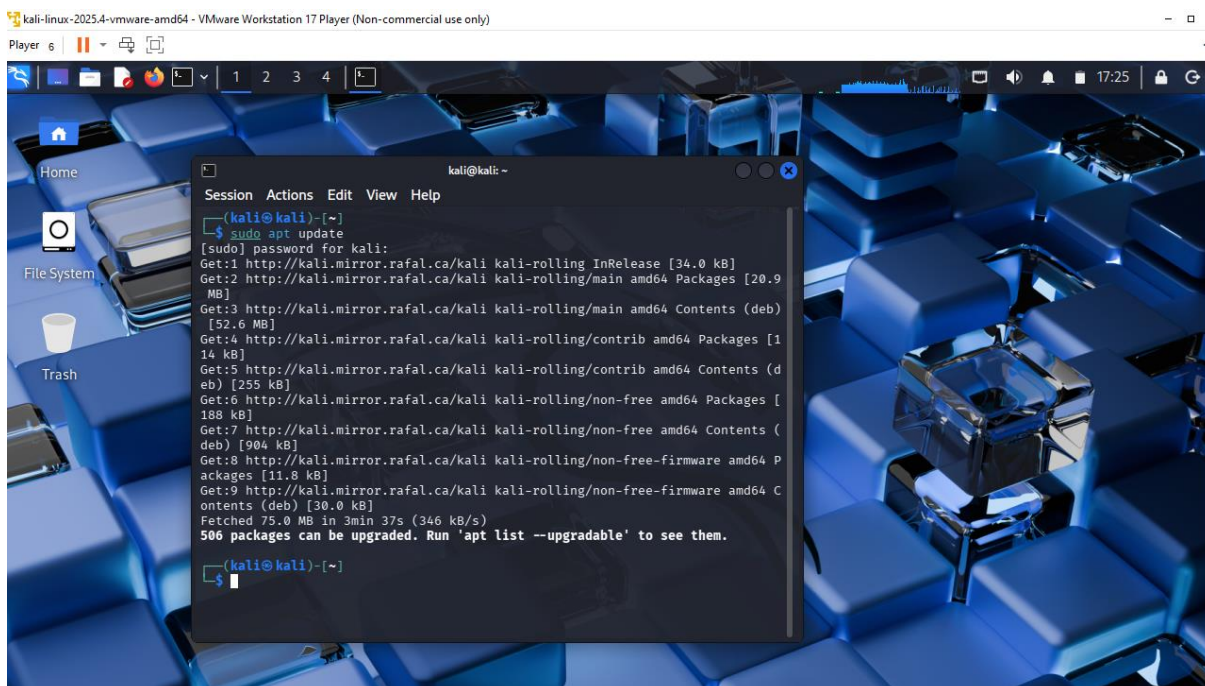 kali-linux-2025.4-vmware-amd64 - VMware Workstation 17 Player (Non-commercial use only)
Player 6
1 2 3 4 17:25
Home
File System
Trash
kali@kali: ~
Session Actions Edit View Help
┌──(kali㉿kali)-[~]
└─$ sudo apt update
[sudo] password for kali:
Get:1 http://kali.mirror.rafal.ca/kali kali-rolling InRelease [34.0 kB]
Get:2 http://kali.mirror.rafal.ca/kali kali-rolling/main amd64 Packages [20.9
 MB]
Get:3 http://kali.mirror.rafal.ca/kali kali-rolling/main amd64 Contents (deb)
 [52.6 MB]
Get:4 http://kali.mirror.rafal.ca/kali kali-rolling/contrib amd64 Packages [1
14 kB]
Get:5 http://kali.mirror.rafal.ca/kali kali-rolling/contrib amd64 Contents (d
eb) [255 kB]
Get:6 http://kali.mirror.rafal.ca/kali kali-rolling/non-free amd64 Packages [
188 kB]
Get:7 http://kali.mirror.rafal.ca/kali kali-rolling/non-free amd64 Contents (
deb) [904 kB]
Get:8 http://kali.mirror.rafal.ca/kali kali-rolling/non-free-firmware amd64 P
ackages [11.8 kB]
Get:9 http://kali.mirror.rafal.ca/kali kali-rolling/non-free-firmware amd64 C
ontents (deb) [30.0 kB]
Fetched 75.0 MB in 3min 37s (346 kB/s)
506 packages can be upgraded. Run 'apt list --upgradable' to see them.
┌──(kali㉿kali)-[~]
└─$